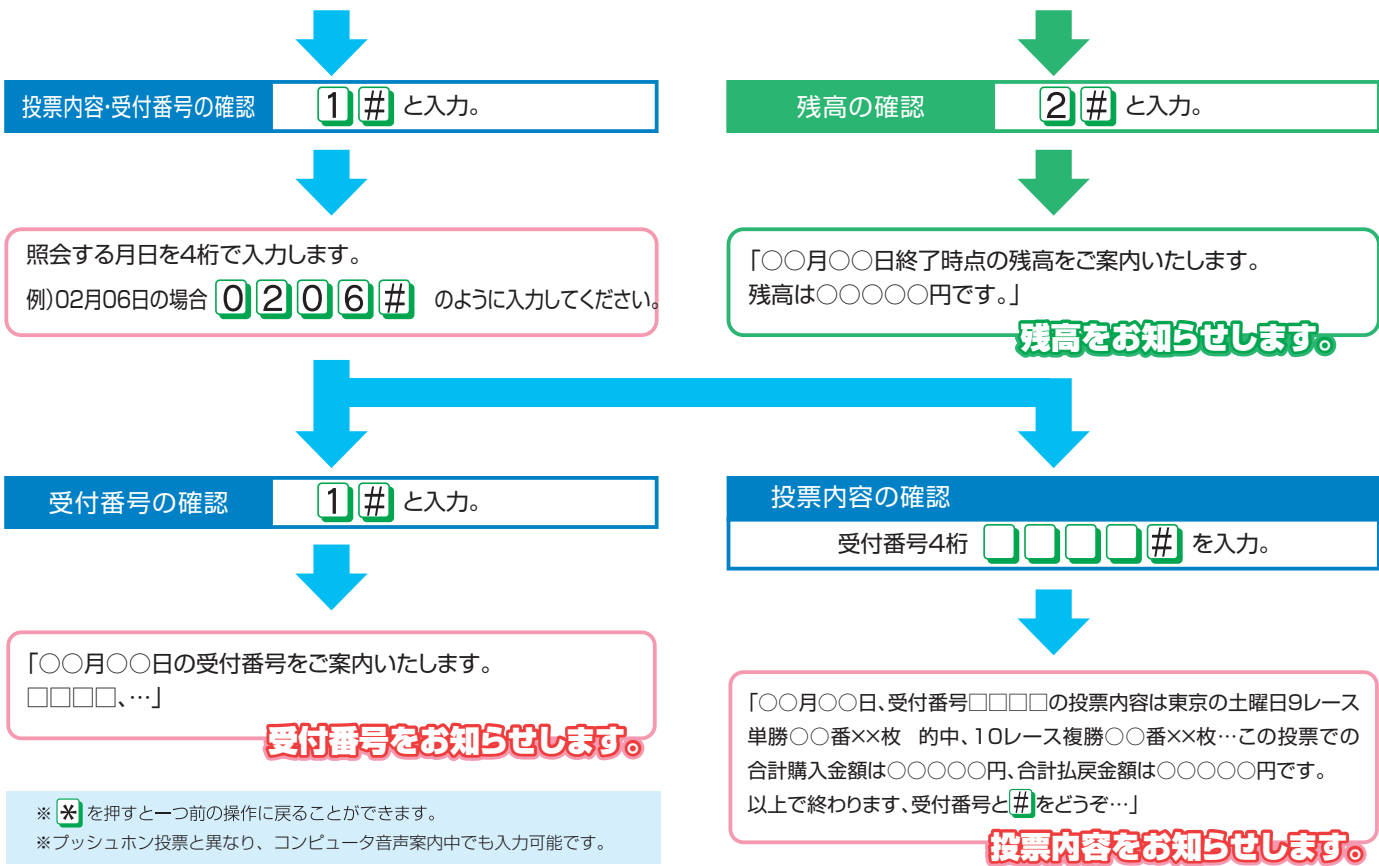 投票内容・受付番号の確認
1 # と入力。
残高の確認
2 # と入力。
照会する月日を4桁で入力します。
例)02月06日の場合 0 2 0 6 # のように入力してください。
「○○月○○日終了時点の残高をご案内いたします。
残高は○○○○○円です。」
残高をお知らせします。
受付番号の確認
1 # と入力。
投票内容の確認
受付番号4桁 □□□□ # を入力。
「○○月○○日の受付番号をご案内いたします。
□□□□、…」
受付番号をお知らせします。
「○○月○○日、受付番号□□□□の投票内容は東京の土曜日9レース
単勝○○番××枚　的中、10レース複勝○○番××枚…この投票での
合計購入金額は○○○○○円、合計払戻金額は○○○○○円です。
以上で終わります、受付番号と#をどうぞ…」
投票内容をお知らせします。
※ * を押すと一つ前の操作に戻ることができます。
※プッシュホン投票と異なり、コンピュータ音声案内中でも入力可能です。